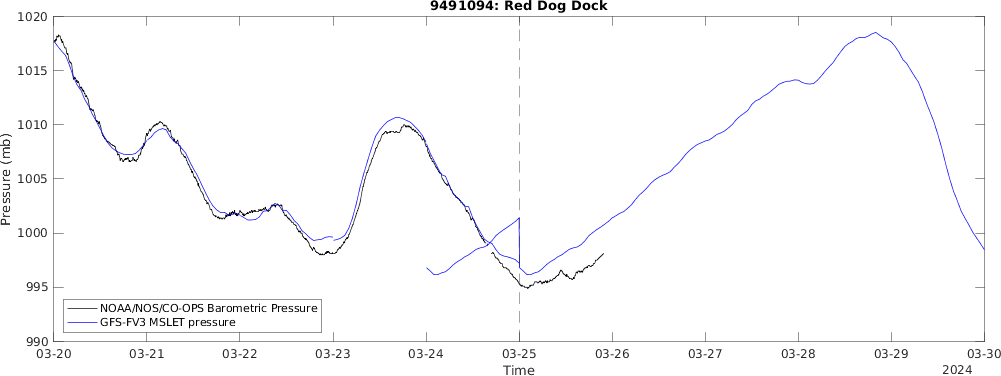 9491094: Red Dog Dock
1020
1015
1010
1005
1000
995
990
Pressure (mb)
NOAA/NOS/CO-OPS Barometric Pressure
GFS-FV3 MSLET pressure
03-20 03-21 03-22 03-23 03-24 03-25 03-26 03-27 03-28 03-29 03-30
Time
2024